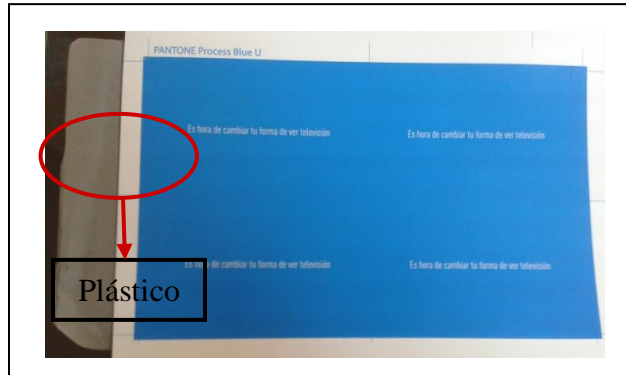 PANTONE Process Blue U
Es hora de cambiar tu forma de ver televisión
Es hora de cambiar tu forma de ver televisión
Es hora de cambiar tu forma de ver televisión
Es hora de cambiar tu forma de ver televisión
Plástico